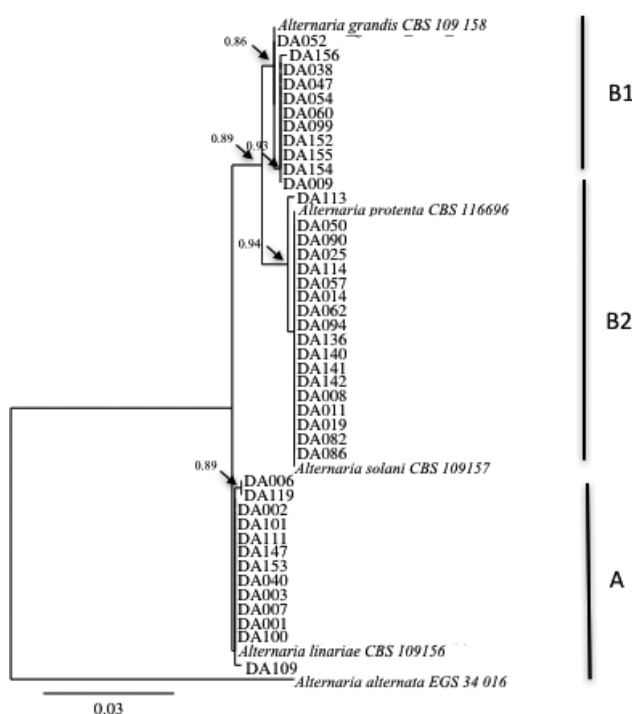 Alternaria grandis CBS 109 158
0.86
DA052
DA156
DA038
DA047
DA054
DA060
DA099
DA152
DA155
DA154
DA009
B1
0.89
0.93
DA113
Alternaria protenta CBS 116696
DA050
DA090
DA025
DA114
DA057
DA014
DA062
DA094
DA136
DA140
DA141
DA142
DA008
DA011
DA019
DA082
DA086
Alternaria solani CBS 109157
0.94
B2
0.89
DA006
DA119
DA002
DA101
DA111
DA147
DA153
DA040
DA003
DA007
DA001
DA100
Alternaria linariae CBS 109156
DA109
A
Alternaria alternata EGS 34 016
0.03